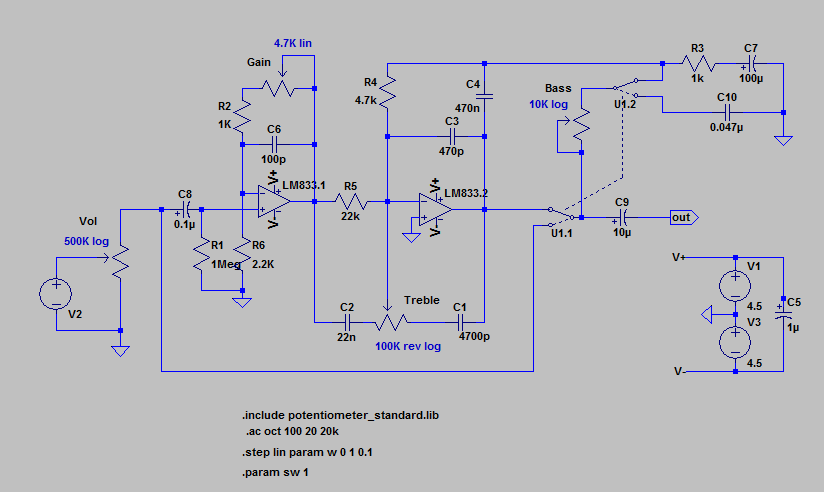 4.7K lin
Gain
R2
1K
C6
100p
V+
LM833.1
V-
C8
0.1µ
Vol
500K log
V2
R1
1Meg
R6
2.2K
R5
22k
R4
4.7k
C4
470n
C3
470p
V+
LM833.2
V-
C2
22n
Treble
100K rev log
C1
4700p
Bass
10K log
U1.2
R3
1k
C7
100µ
C10
0.047µ
U1.1
C9
10µ
out
V+
V1
4.5
V3
4.5
V-
C5
1µ
.include potentiometer_standard.lib
.ac oct 100 20 20k
.step lin param w 0 1 0.1
.param sw 1